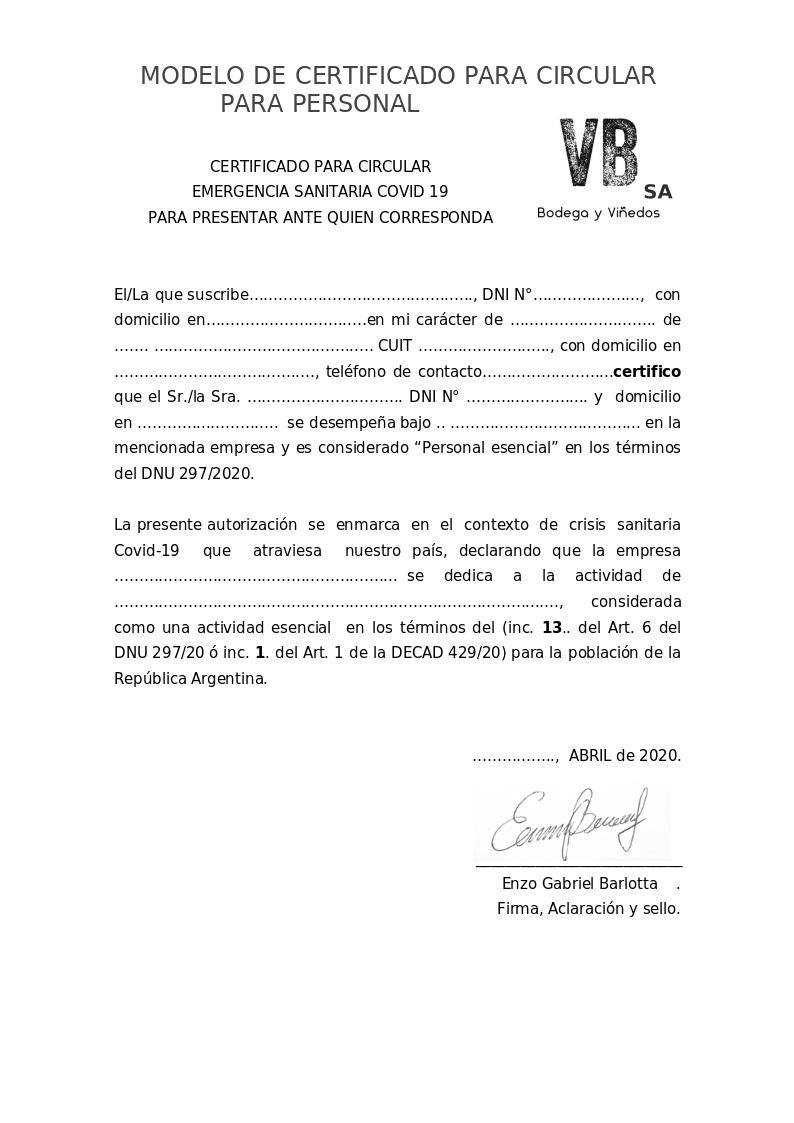 MODELO DE CERTIFICADO PARA CIRCULAR
PARA PERSONAL
VB
SA
Bodega y Viñedos
CERTIFICADO PARA CIRCULAR
EMERGENCIA SANITARIA COVID 19
PARA PRESENTAR ANTE QUIEN CORRESPONDA
El/La que suscribe............................................., DNI N°......................, con
domicilio en.................................en mi carácter de .............................. de
....... ............................................. CUIT ..........................., con domicilio en
........................................., teléfono de contacto...........................certifico
que el Sr./la Sra. ................................ DNI N° ......................... y domicilio
en ............................. se desempeña bajo .. ....................................... en la
mencionada empresa y es considerado “Personal esencial” en los términos
del DNU 297/2020.
La presente autorización se enmarca en el contexto de crisis sanitaria
Covid-19 que atraviesa nuestro país, declarando que la empresa
.......................................................... se dedica a la actividad de
..........................................................................................., considerada
como una actividad esencial en los términos del (inc. 13.. del Art. 6 del
DNU 297/20 ó inc. 1. del Art. 1 de la DECAD 429/20) para la población de la
República Argentina.
................., ABRIL de 2020.
Enzo Gabriel Barlotta .
Firma, Aclaración y sello.